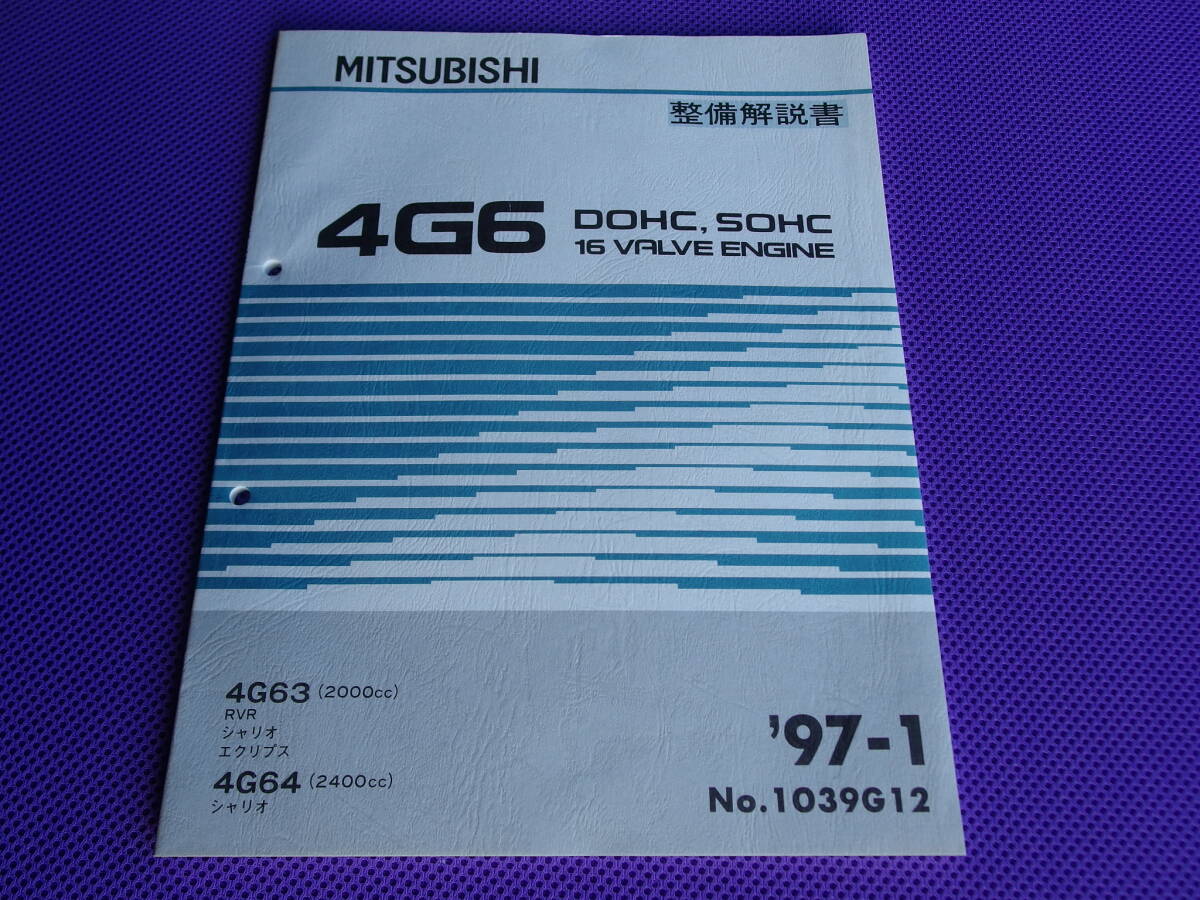 MITSUBISHI
整備解説書
4G6 DOHC, SOHC
16 VALVE ENGINE
4G63 (2000cc)
RVR
シャリオ
エクリプス
4G64 (2400cc)
シャリオ
'97-1
No.1039G12